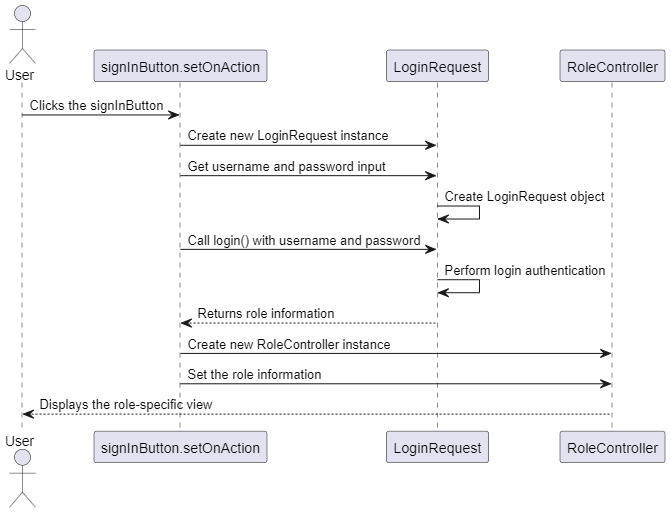 User
signInButton.setOnAction
LoginRequest
RoleController
Clicks the signInButton
Create new LoginRequest instance
Get username and password input
Create LoginRequest object
Call login() with username and password
Perform login authentication
Returns role information
Create new RoleController instance
Set the role information
Displays the role-specific view
User
signInButton.setOnAction
LoginRequest
RoleController